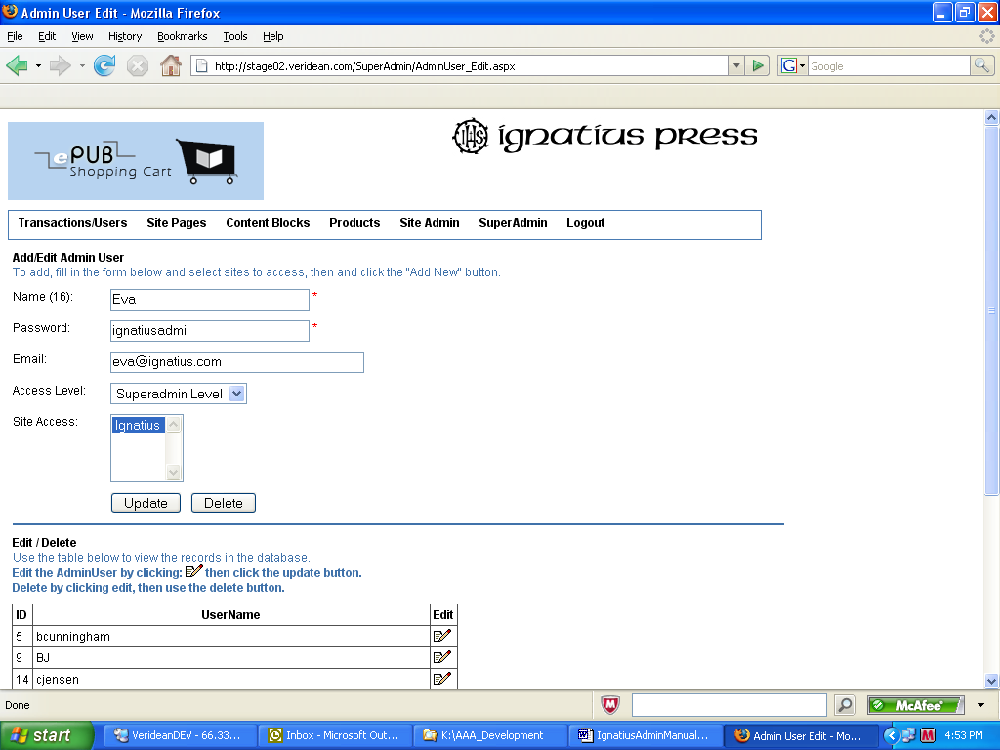 Admin User Edit - Mozilla Firefox
File Edit View History Bookmarks Tools Help
http://stage02.veridean.com/SuperAdmin/AdminUser_Edit.aspx
G Google
ePUB
Shopping Cart
IHS ignatius press
Transactions/Users Site Pages Content Blocks Products Site Admin SuperAdmin Logout
Add/Edit Admin User
To add, fill in the form below and select sites to access, then and click the "Add New" button.
Name (16): Eva *
Password: ignatiusadmi *
Email: eva@ignatius.com
Access Level: Superadmin Level
Site Access: Ignatius
Update Delete
Edit / Delete
Use the table below to view the records in the database.
Edit the AdminUser by clicking: then click the update button.
Delete by clicking edit, then use the delete button.
ID UserName Edit
5 bcunningham
9 BJ
14 cjensen
Done McAfee
start VerideanDEV - 66.33... Inbox - Microsoft Out... K:\AAA_Development IgnatiusAdminManual... Admin User Edit - Mo... 4:53 PM